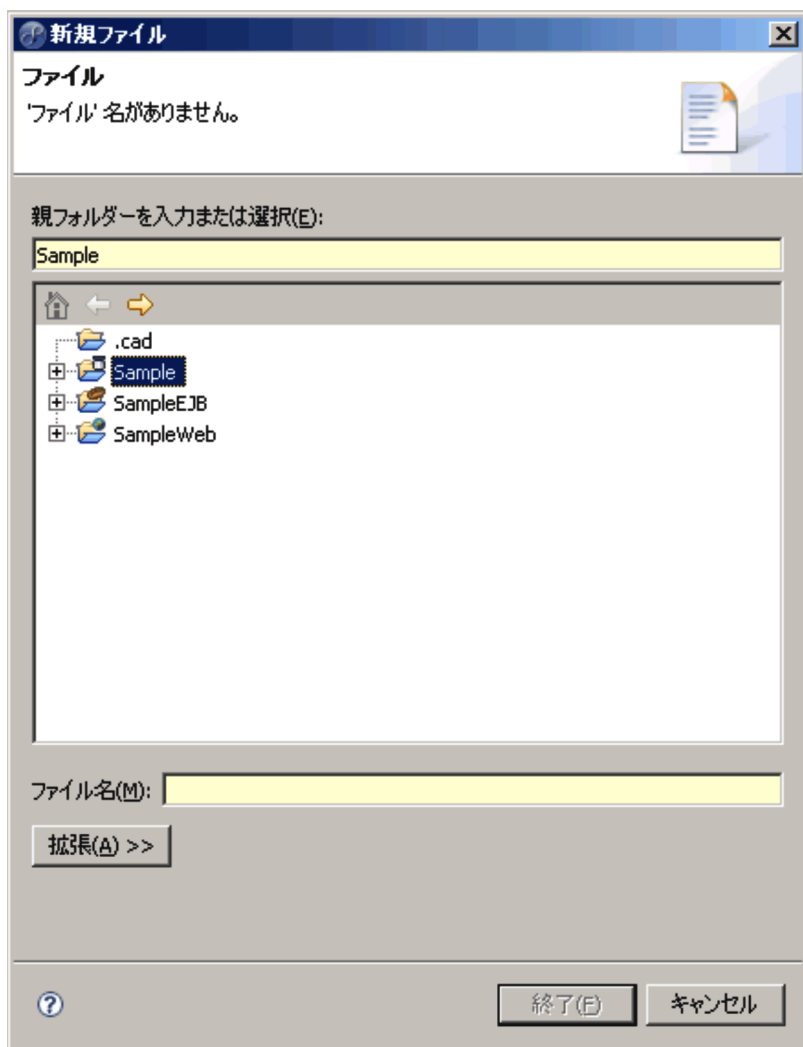 新規ファイル
ファイル
'ファイル' 名がありません。
親フォルダーを入力または選択(E):
Sample
.cad
Sample
SampleEJB
SampleWeb
ファイル名(M):
拡張(A) >>
終了(F)
キャンセル